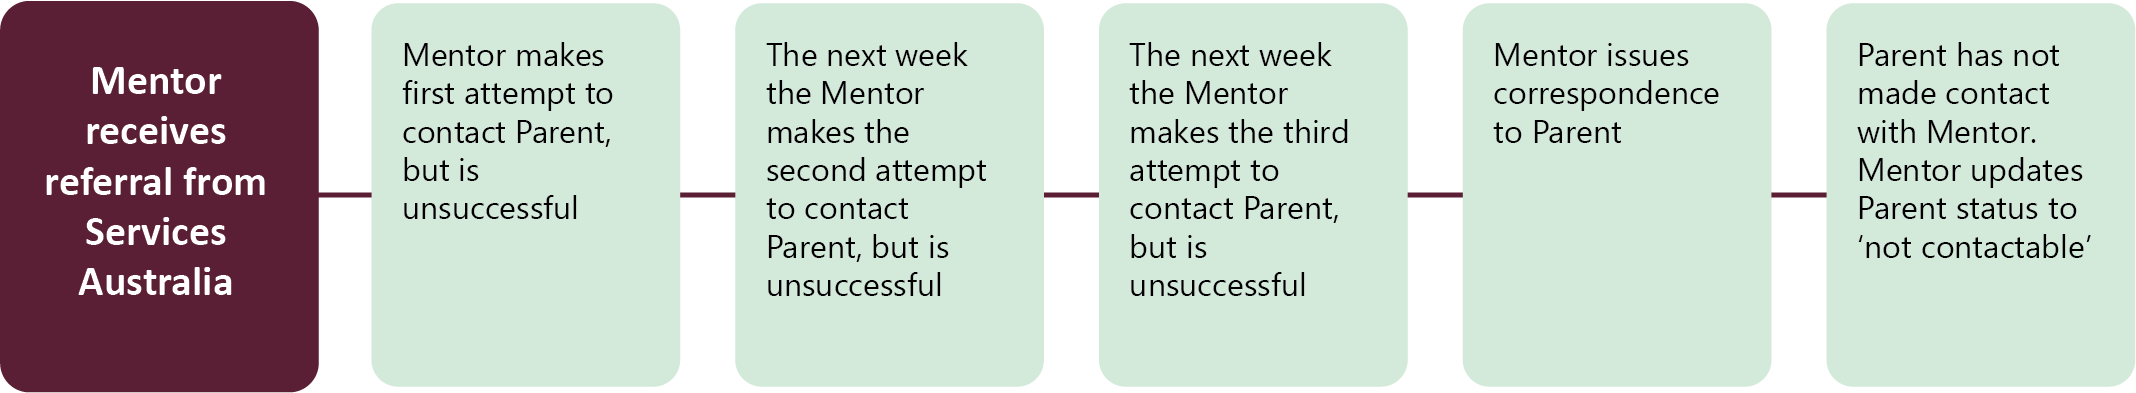 Mentor
receives
referral from
Services
Australia
Mentor makes
first attempt to
contact Parent,
but is
unsuccessful
The next week
the Mentor
makes the
second attempt
to contact
Parent, but is
unsuccessful
The next week
the Mentor
makes the third
attempt to
contact Parent,
but is
unsuccessful
Mentor issues
correspondence
to Parent
Parent has not
made contact
with Mentor.
Mentor updates
Parent status to
‘not contactable’